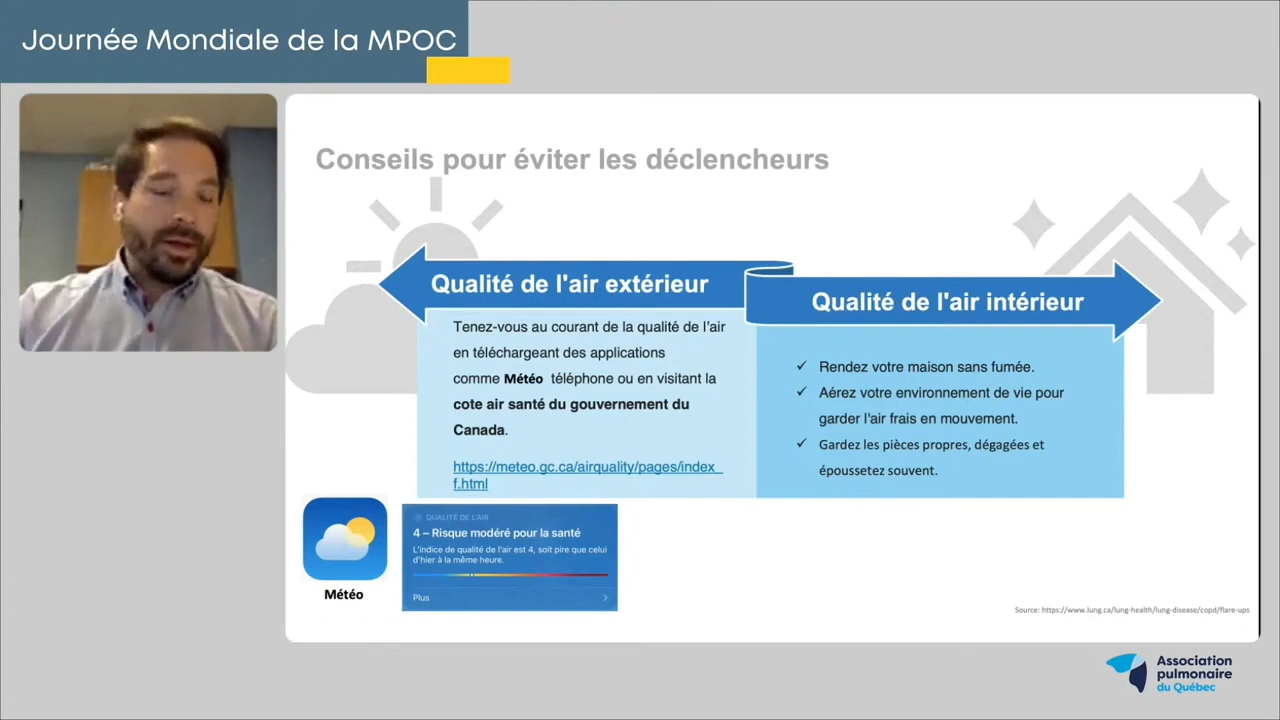 Journée Mondiale de la MPOC
Conseils pour éviter les déclencheurs
Qualité de l'air extérieur
Tenez-vous au courant de la qualité de l'air
en téléchargeant des applications
comme Météo téléphone ou en visitant la
cote air santé du gouvernement du
Canada.
https://meteo.gc.ca/airquality/pages/index_
f.html
Qualité de l'air intérieur
✓ Rendez votre maison sans fumée.
✓ Aérez votre environnement de vie pour
garder l'air frais en mouvement.
✓ Gardez les pièces propres, dégagées et
époussetez souvent.
Météo
QUALITÉ DE L'AIR
4 – Risque modéré pour la santé
L'indice de qualité de l'air est 4, soit pire que celui
d'hier à la même heure.
Plus
Source: https://www.lung.ca/lung-health/lung-disease/copd/flare-ups
Association
pulmonaire
du Québec